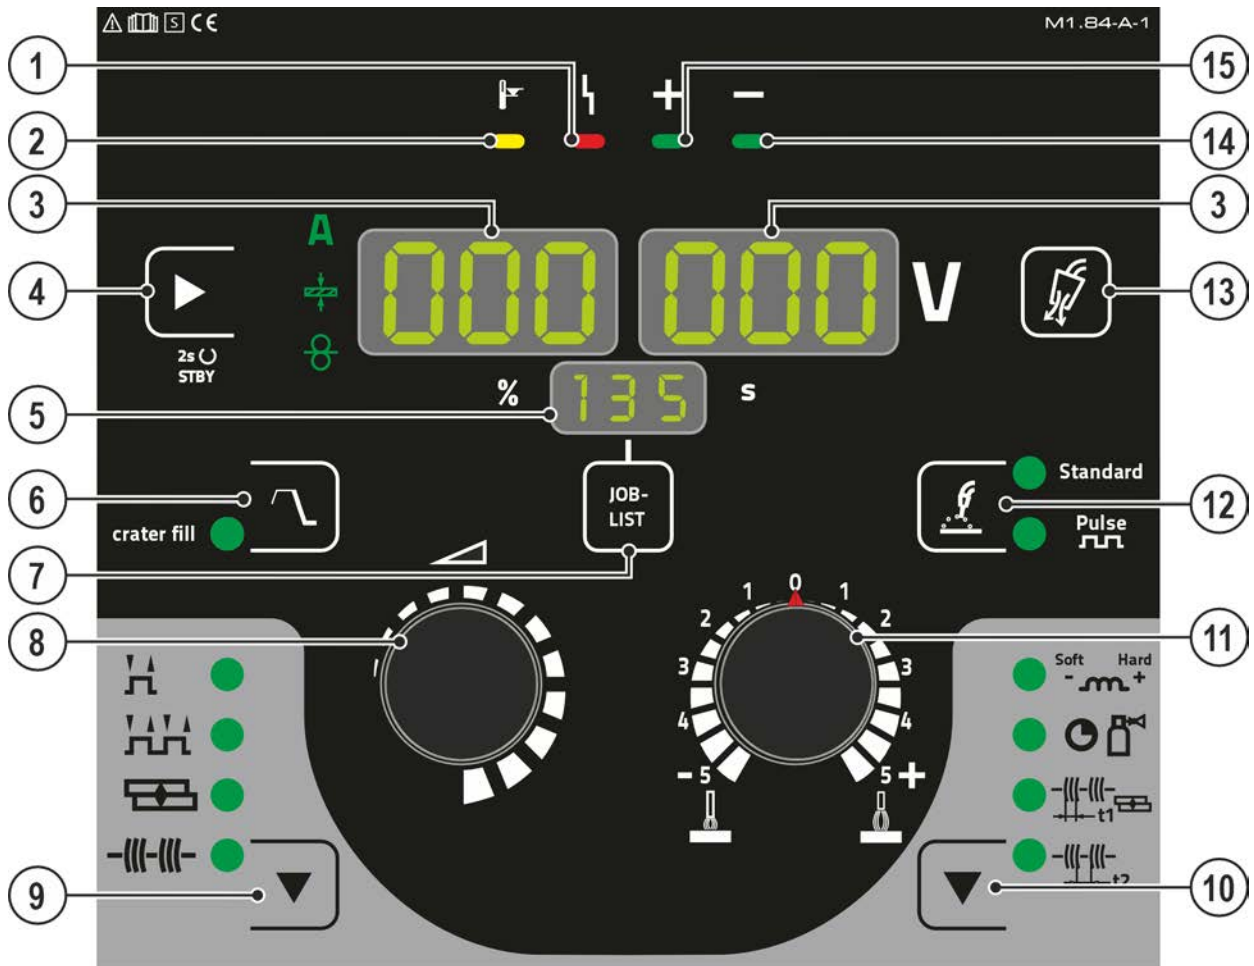 S CE
M1.84-A-1
1
15
+ −
2
14
3
3
A
000
000
V
4
13
2s
STBY
%
135
s
5
6
JOB-
LIST
Standard
12
crater fill
Pulse
7
1 0 1
8
2
2
11
3
3
Soft Hard
- +
4
4
- 5
5 +
t1
9
10
t2